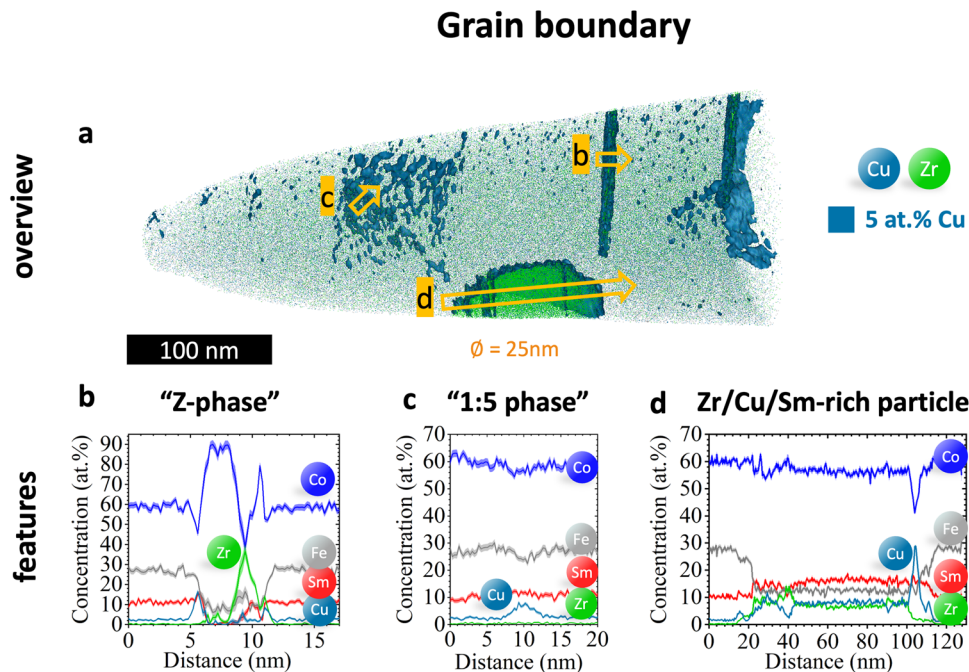 Grain boundary
overview
a
b
c
d
Cu Zr
5 at.% Cu
100 nm
Ø = 25nm
features
b "Z-phase"
Concentration (at.%)
90
80
70
60
50
40
30
20
10
0
Co
Zr
Fe
Sm
Cu
0 5 10 15
Distance (nm)
c "1:5 phase"
Concentration (at.%)
70
60
50
40
30
20
10
0
Co
Fe
Sm
Cu
Zr
0 5 10 15 20
Distance (nm)
d Zr/Cu/Sm-rich particle
Concentration (at.%)
70
60
50
40
30
20
10
0
Co
Fe
Cu
Sm
Zr
0 20 40 60 80 100 120
Distance (nm)